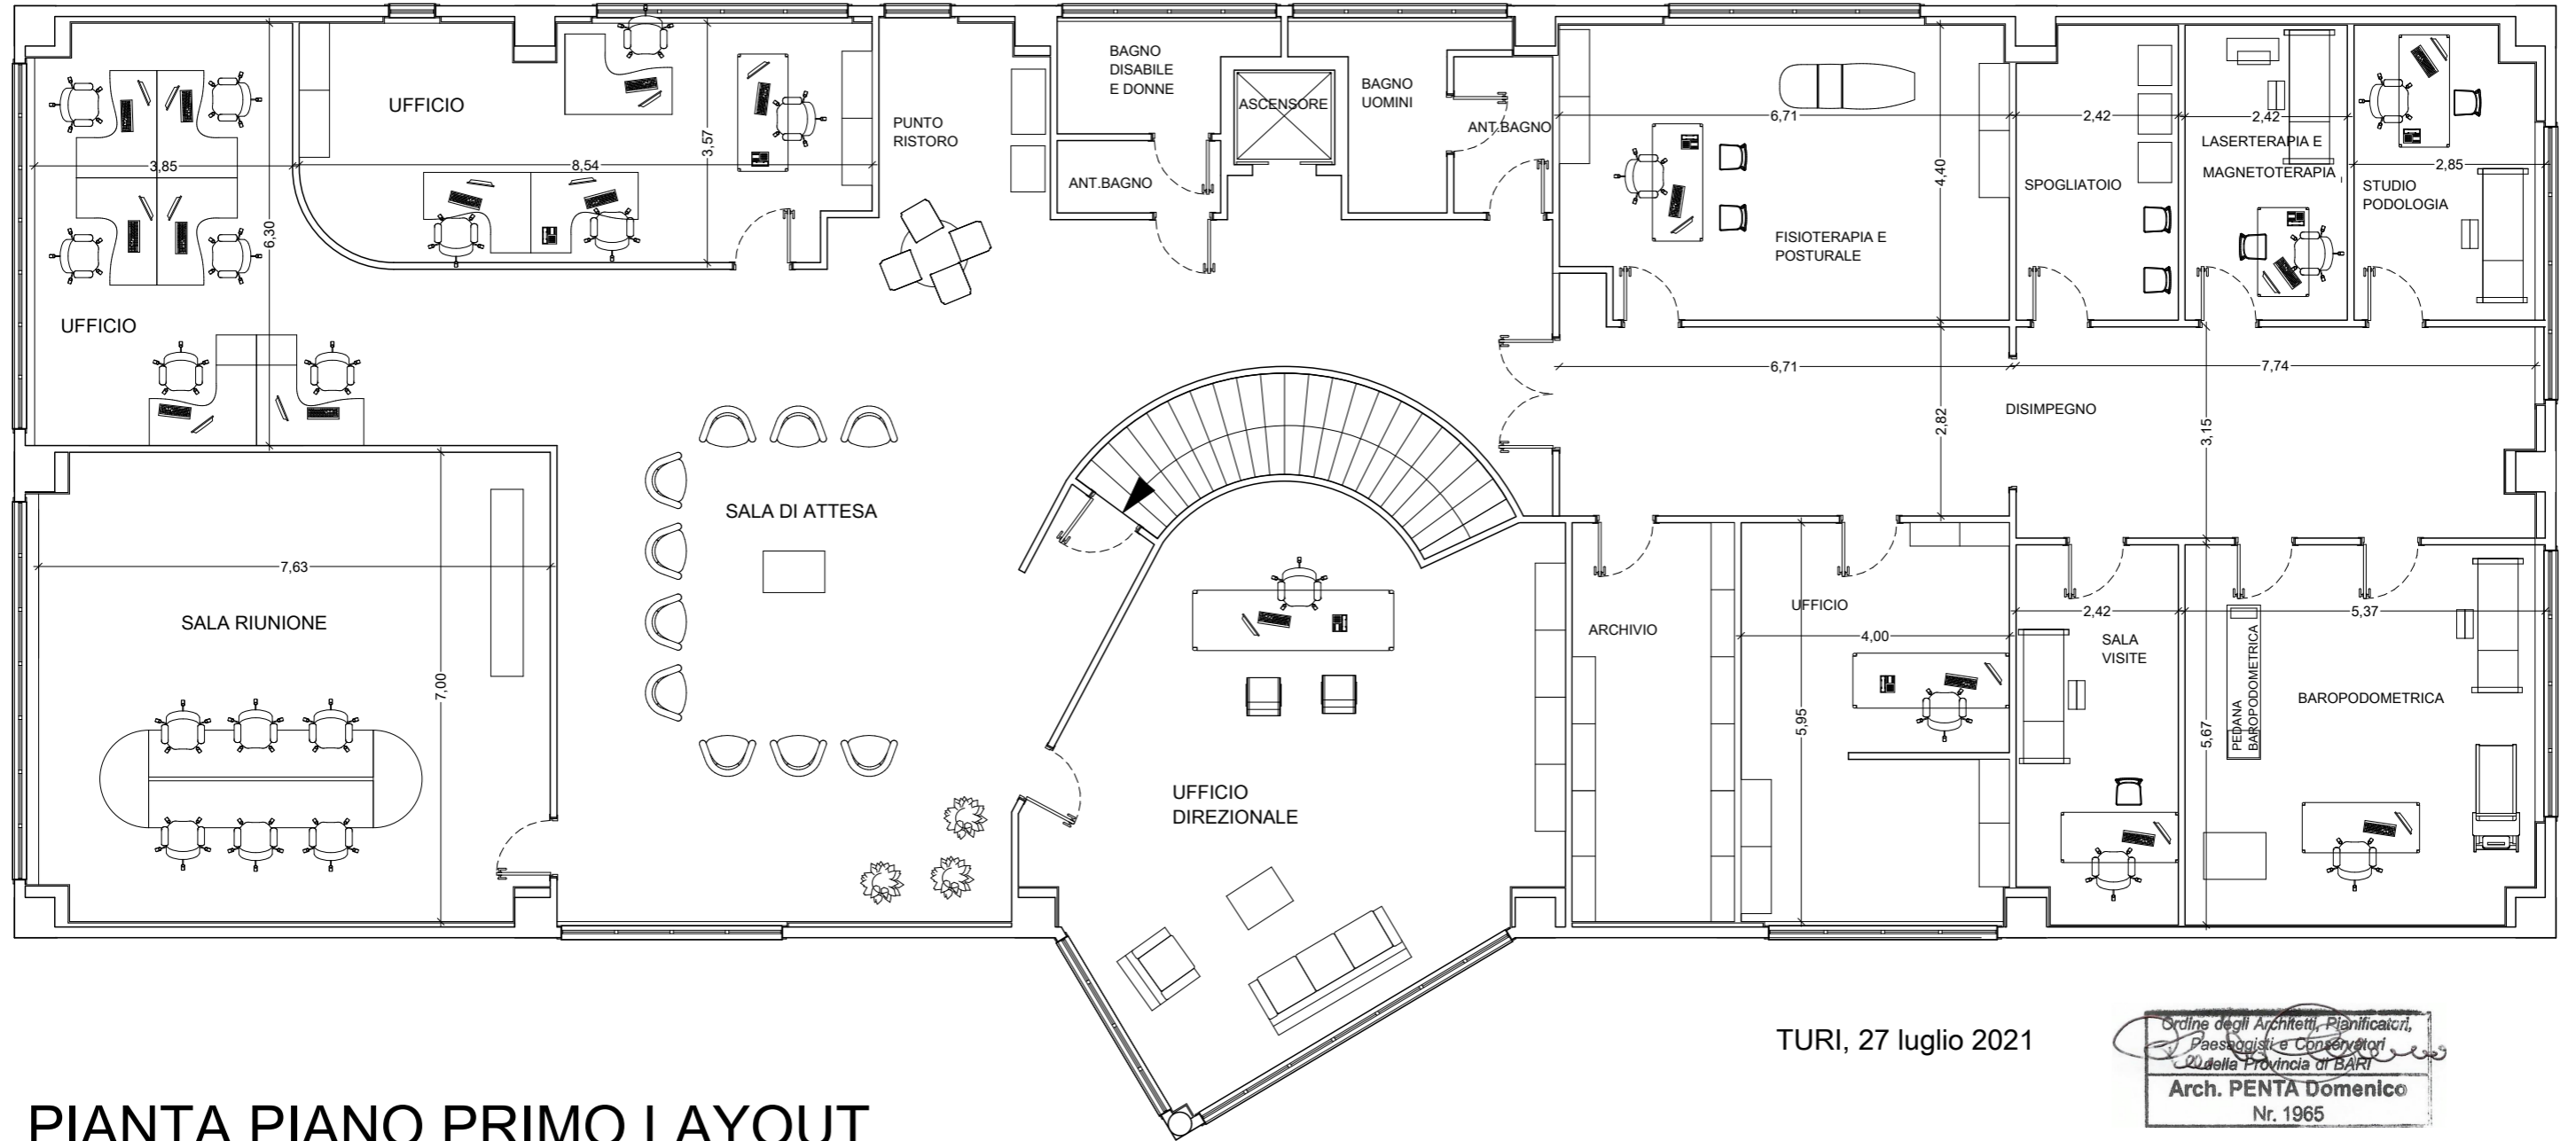 BAGNO
DISABILE
E DONNE
UFFICIO
PUNTO
RISTORO
ASCENSORE
BAGNO
UOMINI
ANT.BAGNO
ANT.BAGNO
3,85
8,54
3,57
6,30
UFFICIO
6,71
4,40
FISIOTERAPIA E
POSTURALE
2,42
SPOGLIATOIO
2,42
LASERTERAPIA E
MAGNETOTERAPIA
2,85
STUDIO
PODOLOGIA
6,71
7,74
DISIMPEGNO
2,82
3,15
SALA DI ATTESA
7,63
SALA RIUNIONE
7,00
UFFICIO
DIREZIONALE
ARCHIVIO
UFFICIO
4,00
5,95
2,42
SALA
VISITE
5,67
PEDANA
BAROPODOMETRICA
5,37
BAROPODOMETRICA
TURI, 27 luglio 2021
Ordine degli Architetti, Pianificatori,
Paesaggisti e Conservatori
della Provincia di BARI
Arch. PENTA Domenico
Nr. 1965
PIANTA PIANO PRIMO LAYOUT